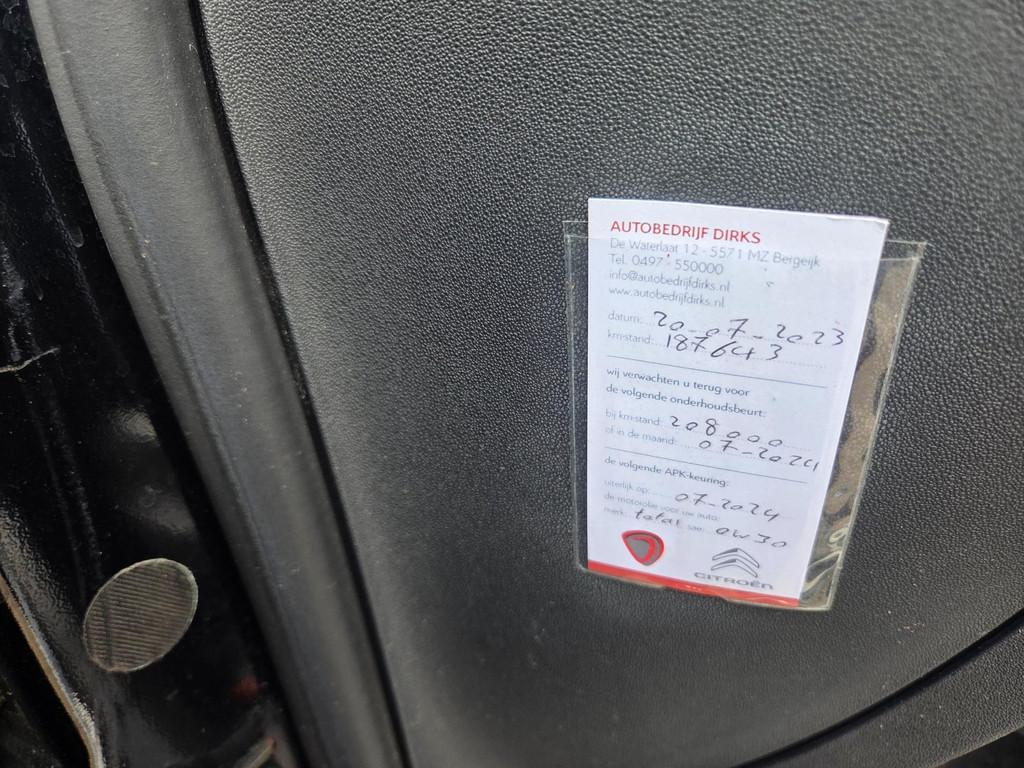 AUTOBEDRIJF DIRKS
De Waterlaat 12 - 5571 MZ Bergeijk
Tel. 0497 - 550000
info@autobedrijfdirks.nl
www.autobedrijfdirks.nl
datum: 20-07-2023
km-stand: 187643
wij verwachten u terug voor
de volgende onderhoudsbeurt:
bij km-stand: 208000
of in de maand: 07-2024
de volgende APK-keuring:
uiterlijk op: 07-2024
de motorolie voor uw auto:
merk: total sae: 0w30
CITROËN